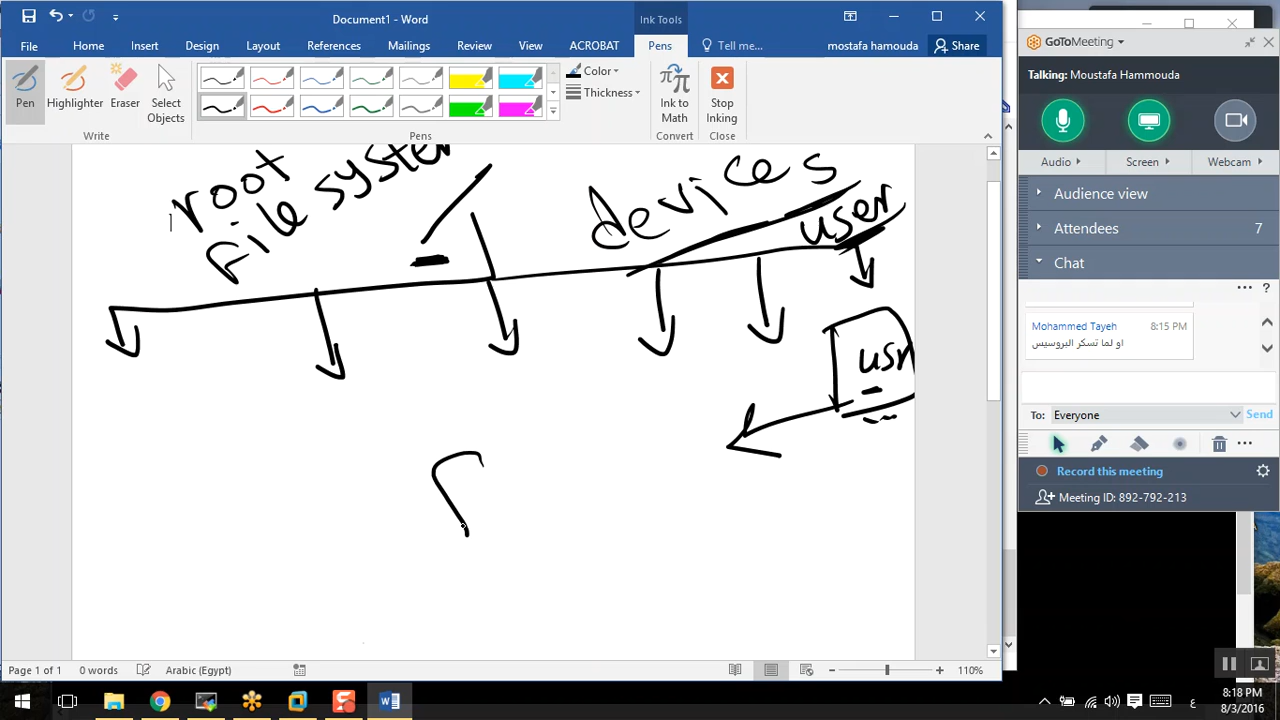 Document1 - Word
Ink Tools
File
Home
Insert
Design
Layout
References
Mailings
Review
View
ACROBAT
Pens
Tell me...
mostafa hamouda
Share
Pen
Highlighter
Eraser
Select
Objects
Color
Thickness
Ink to
Math
Stop
Inking
Write
Pens
Convert
Close
root
File system
devices
user
usr
Page 1 of 1
0 words
Arabic (Egypt)
110%
GoToMeeting
Talking: Moustafa Hammouda
Audio
Screen
Webcam
Audience view
Attendees
7
Chat
Mohammed Tayeh
8:15 PM
او لما تسكر البروسيس
To:
Everyone
Send
Record this meeting
Meeting ID: 892-792-213
ع
8:18 PM
8/3/2016